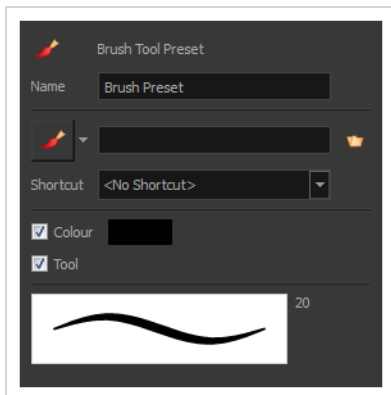 Brush Tool Preset
Name Brush Preset
Shortcut <No Shortcut>
Colour
Tool
20